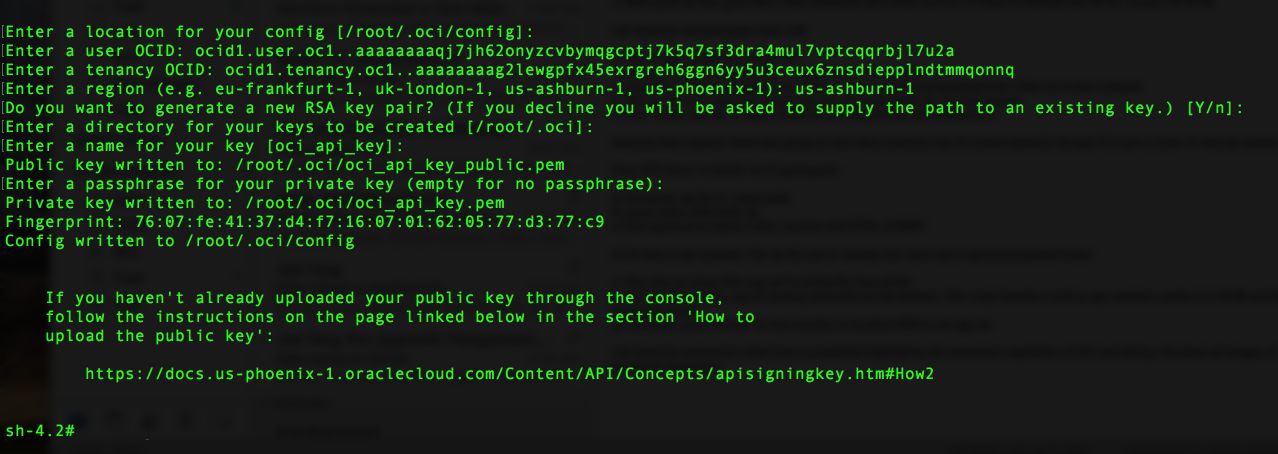 Enter a location for your config [/root/.oci/config]:
Enter a user OCID: ocid1.user.oc1..aaaaaaaaqj7jh62onyzcvbymqgcptj7k5q7sf3dra4mul7vptcqqrbjl7u2a
Enter a tenancy OCID: ocid1.tenancy.oc1..aaaaaaaag2lewgpfx45exrgreh6ggn6yy5u3ceux6znsdiepplndtmmqonnq
Enter a region (e.g. eu-frankfurt-1, uk-london-1, us-ashburn-1, us-phoenix-1): us-ashburn-1
Do you want to generate a new RSA key pair? (If you decline you will be asked to supply the path to an existing key.) [Y/n]:
Enter a directory for your keys to be created [/root/.oci]:
Enter a name for your key [oci_api_key]:
Public key written to: /root/.oci/oci_api_key_public.pem
Enter a passphrase for your private key (empty for no passphrase):
Private key written to: /root/.oci/oci_api_key.pem
Fingerprint: 76:07:fe:41:37:d4:f7:16:07:01:62:05:77:d3:77:c9
Config written to /root/.oci/config
If you haven't already uploaded your public key through the console,
follow the instructions on the page linked below in the section 'How to
upload the public key':
https://docs.us-phoenix-1.oraclecloud.com/Content/API/Concepts/apisigningkey.htm#How2
sh-4.2#